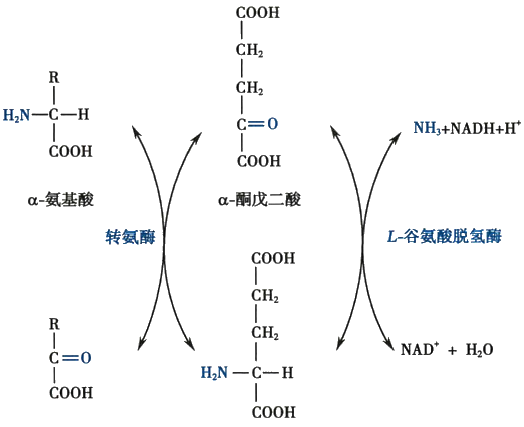 COOH
CH₂
CH₂
C=O
COOH
R
H₂N—C—H
COOH
NH₃+NADH+H⁺
α-氨基酸
α-酮戊二酸
转氨酶
L-谷氨酸脱氢酶
COOH
CH₂
CH₂
H₂N—C—H
COOH
R
C=O
COOH
NAD⁺ + H₂O